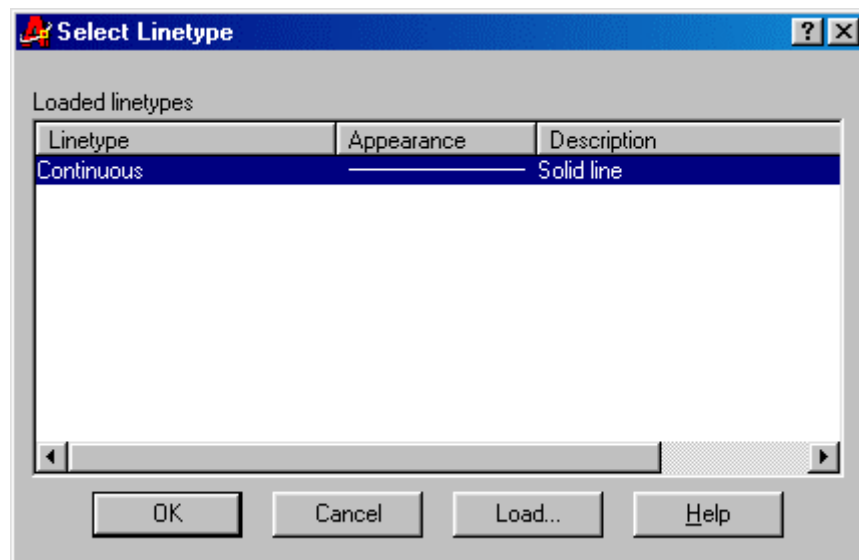 Select Linetype
Loaded linetypes
Linetype Appearance Description
Continuous Solid line
OK Cancel Load... Help